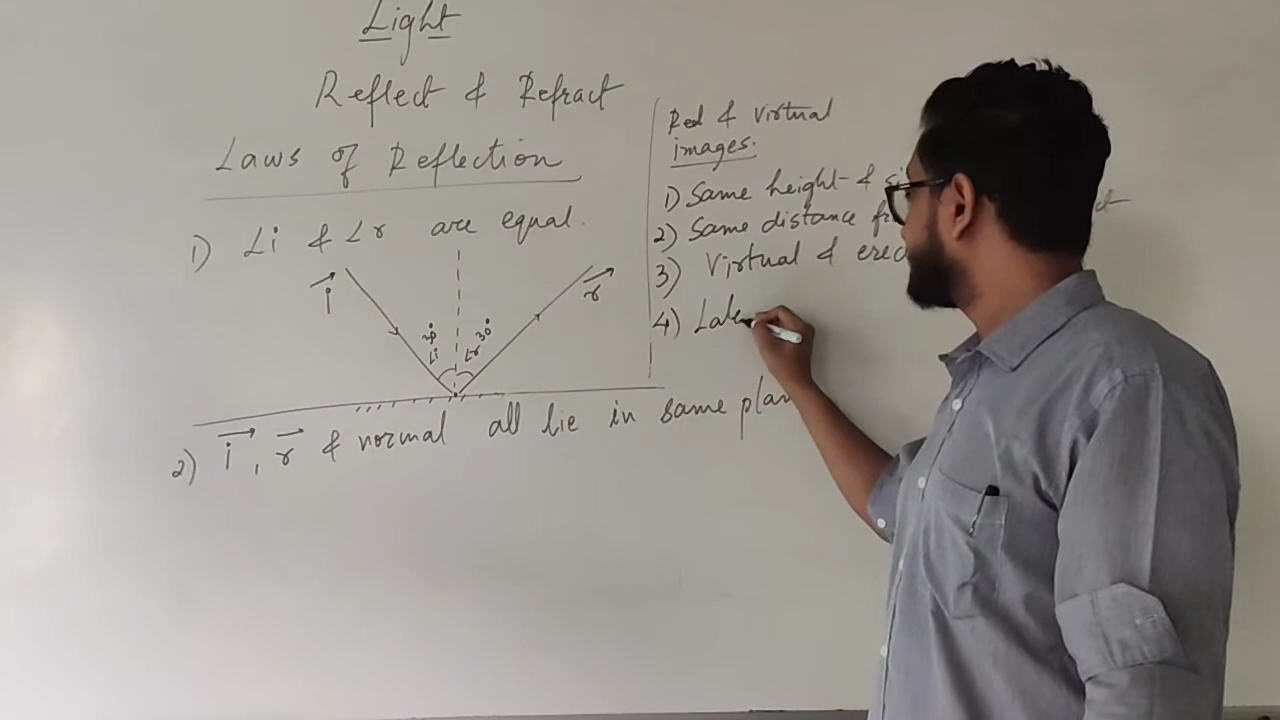 Light
Reflect & Refract
Laws of Reflection
1) ∠i & ∠r are equal.
i
r
∠i
∠r 30°
2) i, r & normal all lie in same plan
Real & Virtual
images.
1) Same height &
2) Same distance
3) Virtual & erec
4) Late